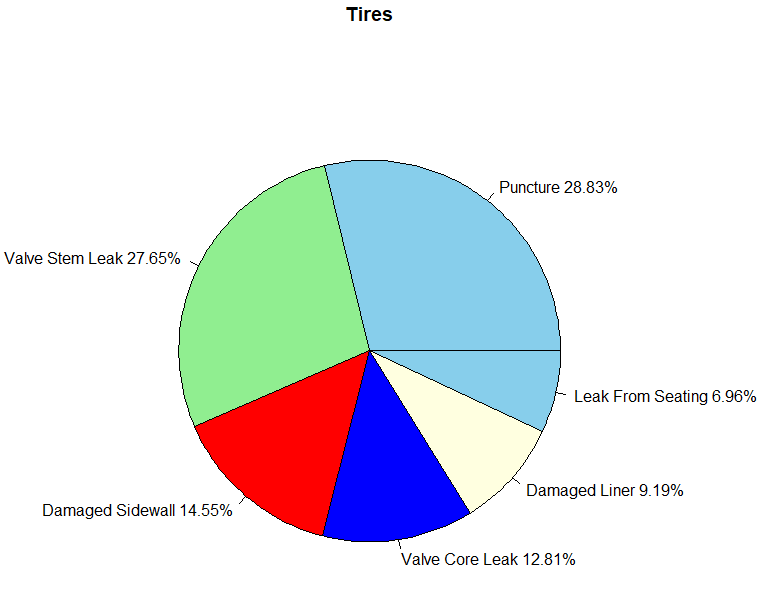 Tires
Puncture 28.83%
Valve Stem Leak 27.65%
Leak From Seating 6.96%
Damaged Liner 9.19%
Damaged Sidewall 14.55%
Valve Core Leak 12.81%